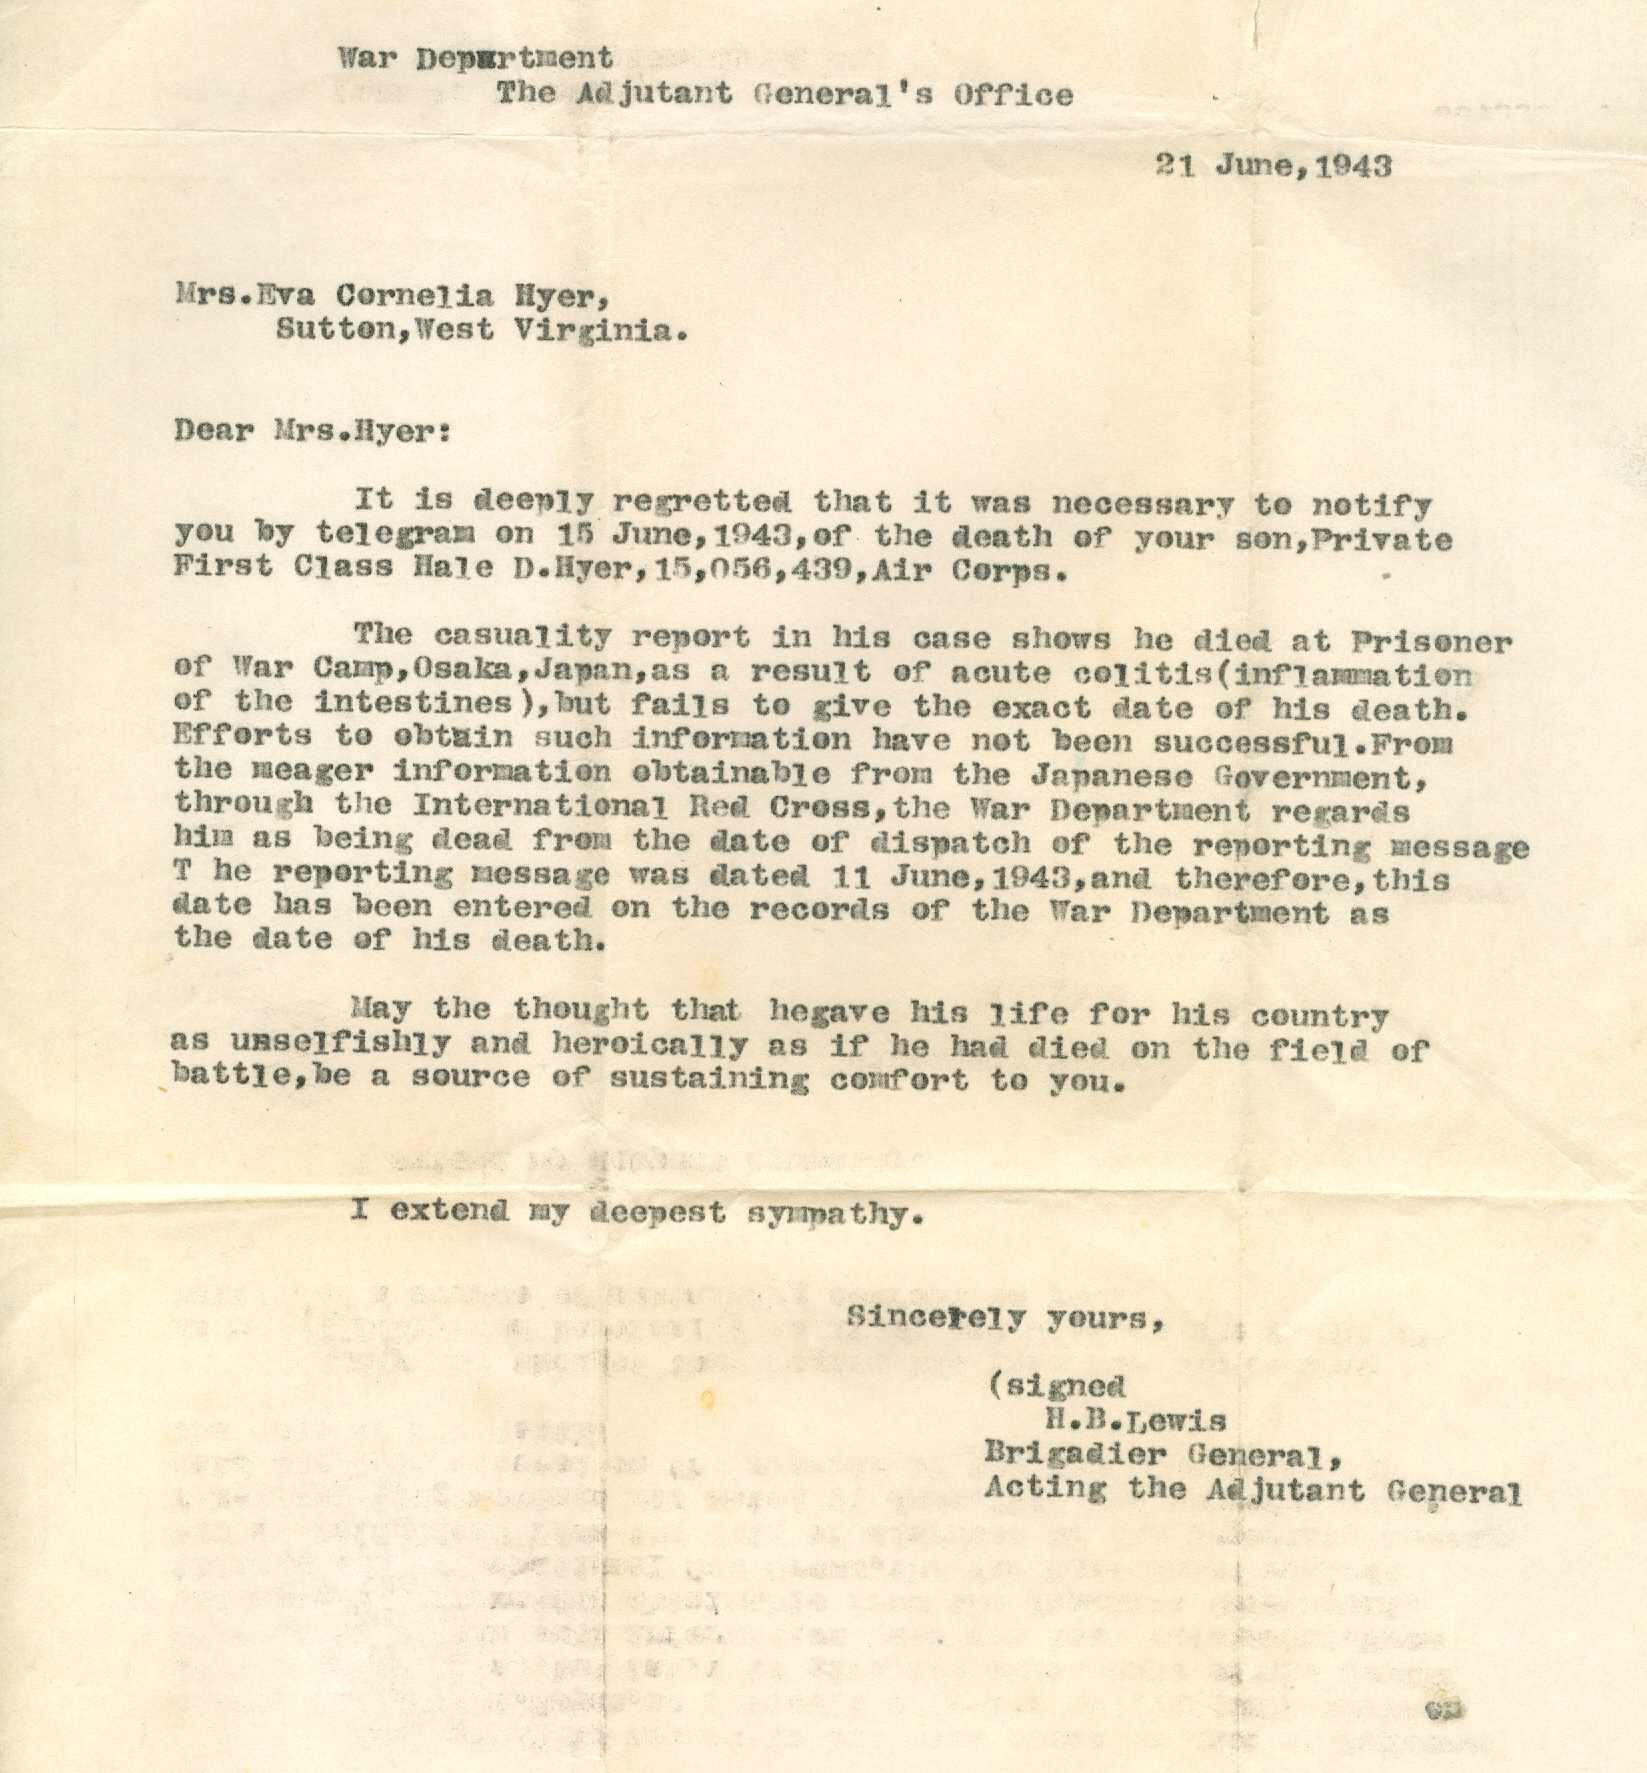 War Department
The Adjutant General's Office
21 June,1943
Mrs.Eva Cornelia Hyer,
Sutton,West Virginia.
Dear Mrs.Hyer:
It is deeply regretted that it was necessary to notify
you by telegram on 15 June,1943,of the death of your son,Private
First Class Hale D.Hyer,15,056,439,Air Corps.
The casuality report in his case shows he died at Prisoner
of War Camp,Osaka,Japan,as a result of acute colitis(inflammation
of the intestines),but fails to give the exact date of his death.
Efforts to obtain such information have not been successful.From
the meager information obtainable from the Japanese Government,
through the International Red Cross,the War Department regards
him as being dead from the date of dispatch of the reporting message
T he reporting message was dated 11 June,1943,and therefore,this
date has been entered on the records of the War Department as
the date of his death.
May the thought that hegave his life for his country
as unselfishly and heroically as if he had died on the field of
battle,be a source of sustaining comfort to you.
I extend my deepest sympathy.
Sincerely yours,
(signed
H.B.Lewis
Brigadier General,
Acting the Adjutant General